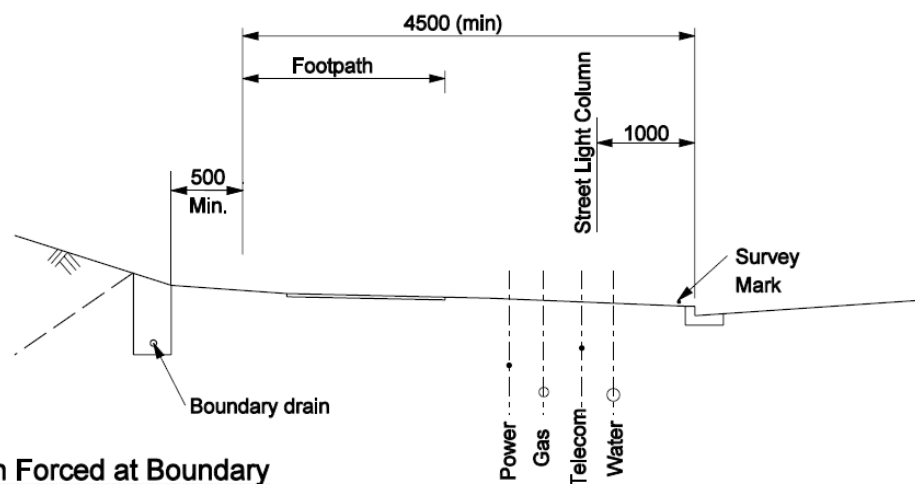 4500 (min)
Footpath
Street Light Column
1000
500
Min.
Survey
Mark
Boundary drain
Power
Gas
Telecom
Water
Forced at Boundary